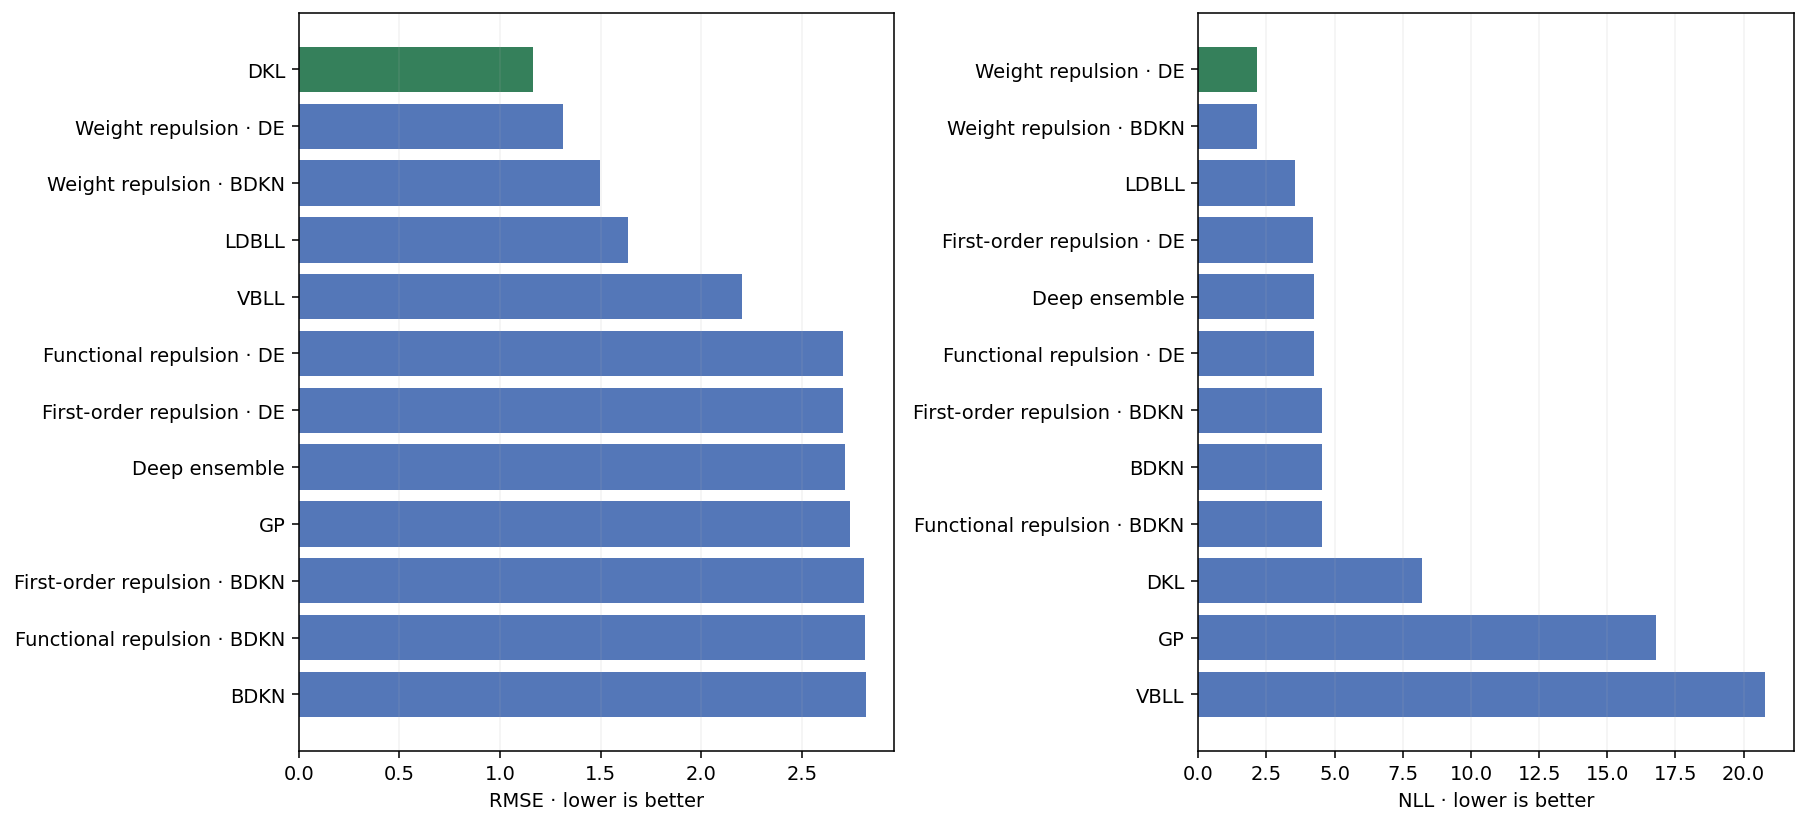 DKL
Weight repulsion · DE
Weight repulsion · BDKN
LDBLL
VBLL
Functional repulsion · DE
First-order repulsion · DE
Deep ensemble
GP
First-order repulsion · BDKN
Functional repulsion · BDKN
BDKN
0.0 0.5 1.0 1.5 2.0 2.5
RMSE · lower is better
Weight repulsion · DE
Weight repulsion · BDKN
LDBLL
First-order repulsion · DE
Deep ensemble
Functional repulsion · DE
First-order repulsion · BDKN
BDKN
Functional repulsion · BDKN
DKL
GP
VBLL
0.0 2.5 5.0 7.5 10.0 12.5 15.0 17.5 20.0
NLL · lower is better